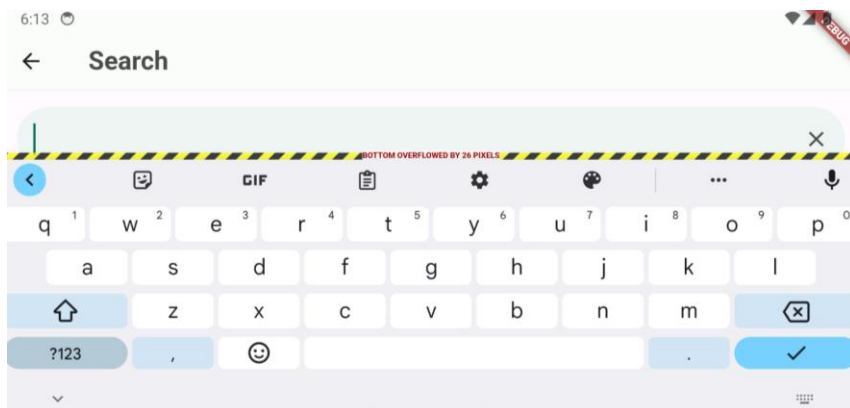 6:13
DEBUG
Search
BOTTOM OVERFLOWED BY 26 PIXELS
GIF
q 1 w 2 e 3 r 4 t 5 y 6 u 7 i 8 o 9 p 0
a s d f g h j k l
z x c v b n m
?123 , .